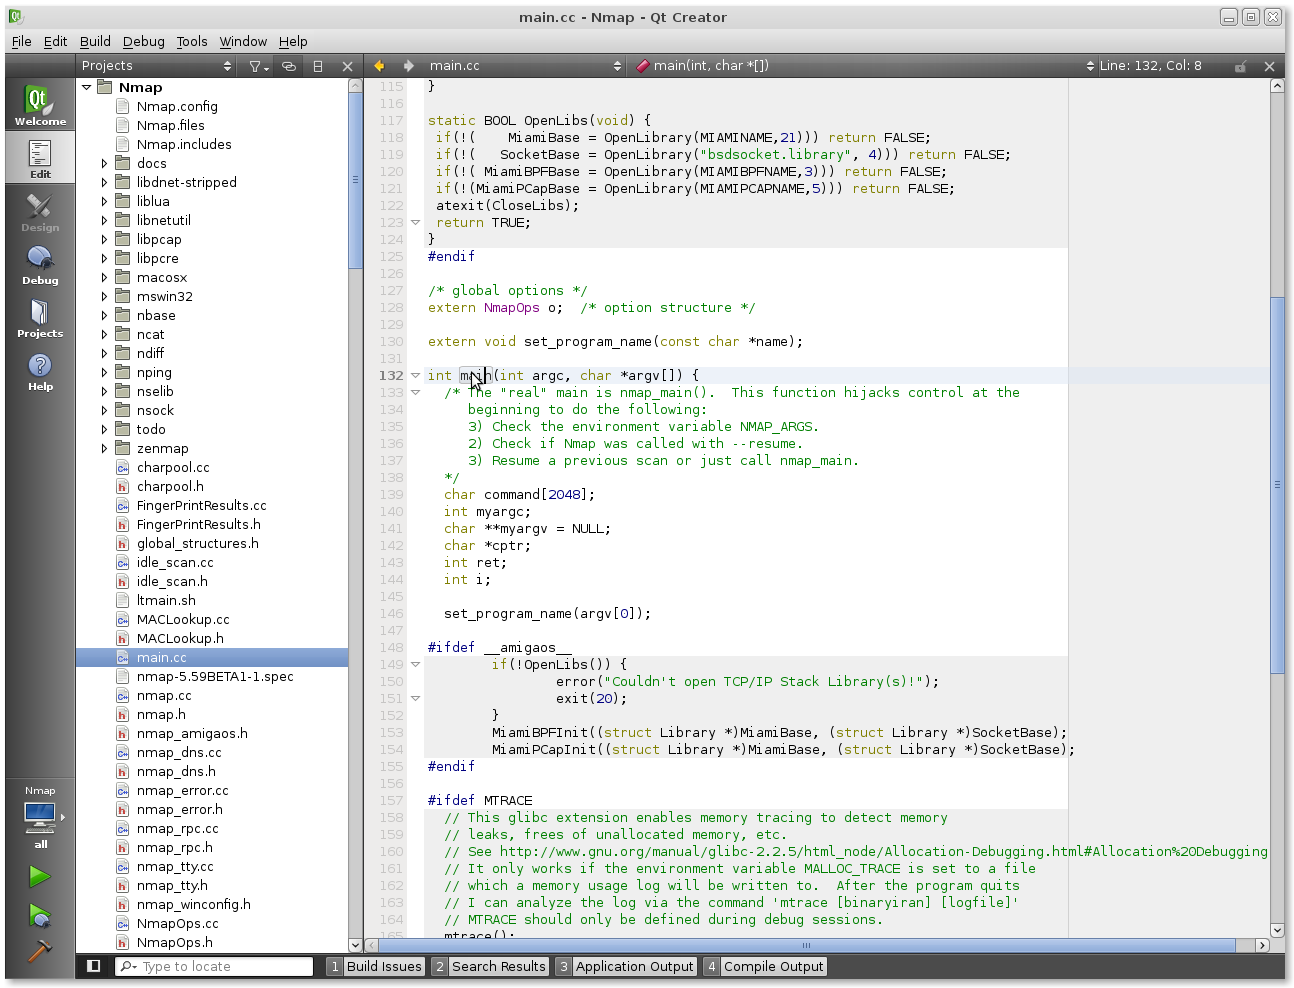 main.cc - Nmap - Qt Creator
File Edit Build Debug Tools Window Help
Projects
main.cc
main(int, char *[])
Line: 132, Col: 8
Welcome
Edit
Design
Debug
Projects
Help
Nmap
all
Nmap
Nmap.config
Nmap.files
Nmap.includes
docs
libdnet-stripped
liblua
libnetutil
libpcap
libpcre
macosx
mswin32
nbase
ncat
ndiff
nping
nselib
nsock
todo
zenmap
charpool.cc
charpool.h
FingerPrintResults.cc
FingerPrintResults.h
global_structures.h
idle_scan.cc
idle_scan.h
ltmain.sh
MACLookup.cc
MACLookup.h
main.cc
nmap-5.59BETA1-1.spec
nmap.cc
nmap.h
nmap_amigaos.h
nmap_dns.cc
nmap_dns.h
nmap_error.cc
nmap_error.h
nmap_rpc.cc
nmap_rpc.h
nmap_tty.cc
nmap_tty.h
nmap_winconfig.h
NmapOps.cc
NmapOps.h
115 }
116
117 static BOOL OpenLibs(void) {
118 if(!(    MiamiBase = OpenLibrary(MIAMINAME,21))) return FALSE;
119 if(!(   SocketBase = OpenLibrary("bsdsocket.library", 4))) return FALSE;
120 if(!( MiamiBPFBase = OpenLibrary(MIAMIBPFNAME,3))) return FALSE;
121 if(!(MiamiPCapBase = OpenLibrary(MIAMIPCAPNAME,5))) return FALSE;
122 atexit(CloseLibs);
123 return TRUE;
124 }
125 #endif
126
127 /* global options */
128 extern NmapOps o;  /* option structure */
129
130 extern void set_program_name(const char *name);
131
132 int main(int argc, char *argv[]) {
133 /* The "real" main is nmap_main().  This function hijacks control at the
134 beginning to do the following:
135 3) Check the environment variable NMAP_ARGS.
136 2) Check if Nmap was called with --resume.
137 3) Resume a previous scan or just call nmap_main.
138 */
139 char command[2048];
140 int myargc;
141 char **myargv = NULL;
142 char *cptr;
143 int ret;
144 int i;
145
146 set_program_name(argv[0]);
147
148 #ifdef __amigaos__
149 if(!OpenLibs()) {
150 error("Couldn't open TCP/IP Stack Library(s)!");
151 exit(20);
152 }
153 MiamiBPFInit((struct Library *)MiamiBase, (struct Library *)SocketBase);
154 MiamiPCapInit((struct Library *)MiamiBase, (struct Library *)SocketBase);
155 #endif
156
157 #ifdef MTRACE
158 // This glibc extension enables memory tracing to detect memory
159 // leaks, frees of unallocated memory, etc.
160 // See http://www.gnu.org/manual/glibc-2.2.5/html_node/Allocation-Debugging.html#Allocation%20Debugging
161 // It only works if the environment variable MALLOC_TRACE is set to a file
162 // which a memory usage log will be written to.  After the program quits
163 // I can analyze the log via the command 'mtrace [binaryiran] [logfile]'
164 // MTRACE should only be defined during debug sessions.
165 mtrace();
Type to locate
1 Build Issues
2 Search Results
3 Application Output
4 Compile Output